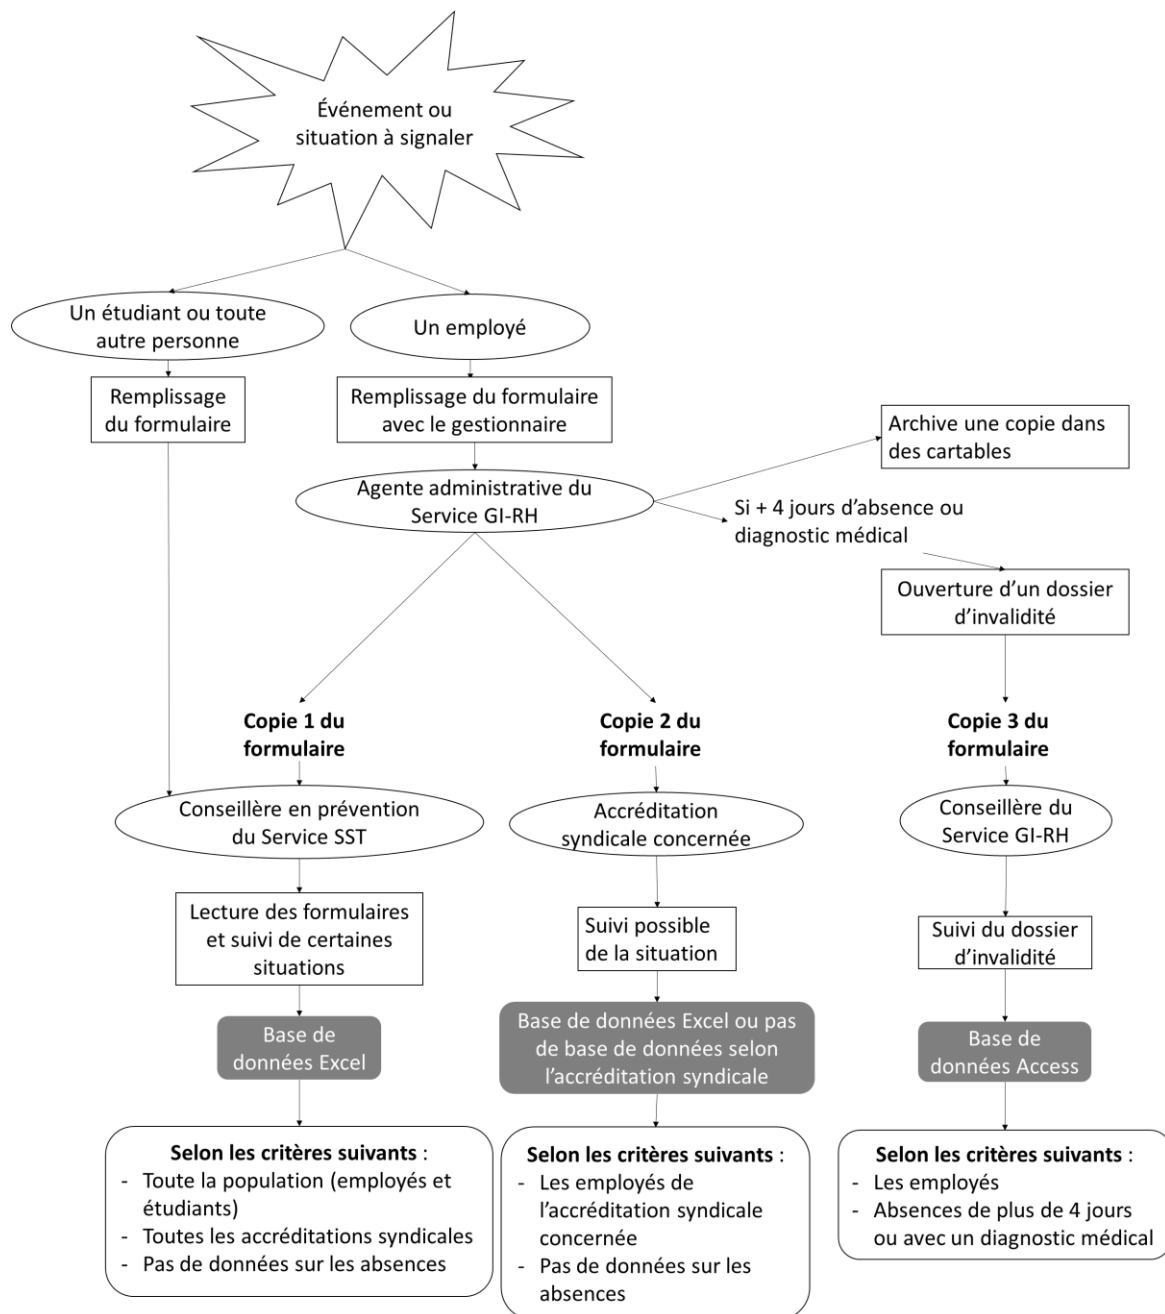 Événement ou
situation à signaler
Un étudiant ou toute
autre personne
Un employé
Remplissage
du formulaire
Remplissage du formulaire
avec le gestionnaire
Archive une copie dans
des cartables
Agente administrative du
Service GI-RH
Si + 4 jours d’absence ou
diagnostic médical
Ouverture d’un dossier
d’invalidité
Copie 1 du
formulaire
Copie 2 du
formulaire
Copie 3 du
formulaire
Conseillère en prévention
du Service SST
Accréditation
syndicale concernée
Conseillère du
Service GI-RH
Lecture des formulaires
et suivi de certaines
situations
Suivi possible
de la situation
Suivi du dossier
d’invalidité
Base de
données Excel
Base de données Excel ou pas
de base de données selon
l’accréditation syndicale
Base de
données Access
Selon les critères suivants :
- Toute la population (employés et
étudiants)
- Toutes les accréditations syndicales
- Pas de données sur les absences
Selon les critères suivants :
- Les employés de
l’accréditation syndicale
concernée
- Pas de données sur les
absences
Selon les critères suivants :
- Les employés
- Absences de plus de 4 jours
ou avec un diagnostic médical